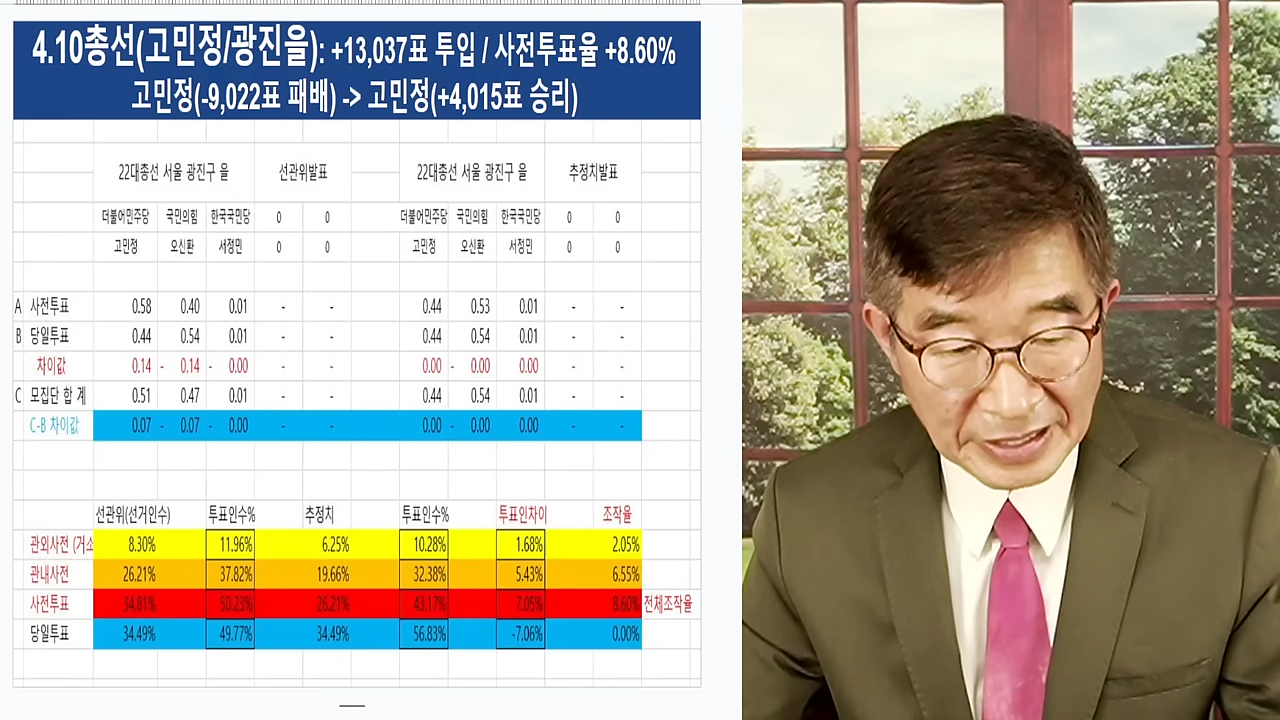 4.10총선(고민정/광진을): +13,037표 투입 / 사전투표율 +8.60%
고민정(-9,022표 패배) -> 고민정(+4,015표 승리)
22대총선 서울 광진구 을 선관위발표 22대총선 서울 광진구 을 추정치발표
더불어민주당 국민의힘 한국국민당 0 0 더불어민주당 국민의힘 한국국민당 0 0
고민정 오신환 서정민 0 0 고민정 오신환 서정민 0 0
A 사전투표 0.58 0.40 0.01 - - 0.44 0.53 0.01 - -
B 당일투표 0.44 0.54 0.01 - - 0.44 0.54 0.01 - -
차이값 0.14 - 0.14 - 0.00 0.00 - 0.00 0.00
C 모집단 합 계 0.51 0.47 0.01 - - 0.44 0.54 0.01 - -
C-B 차이값 0.07 - 0.07 - 0.00 - - 0.00 - 0.00 0.00 - -
선관위(선거인수) 투표인수% 추정치 투표인수% 투표인차이 조작율
관외사전 (거소 8.30% 11.96% 6.25% 10.28% 1.68% 2.05%
관내사전 26.21% 37.82% 19.66% 32.38% 5.43% 6.55%
사전투표 34.81% 50.23% 26.21% 43.17% 7.05% 8.60% 전체조작율
당일투표 34.49% 49.77% 34.49% 56.83% -7.06% 0.00%